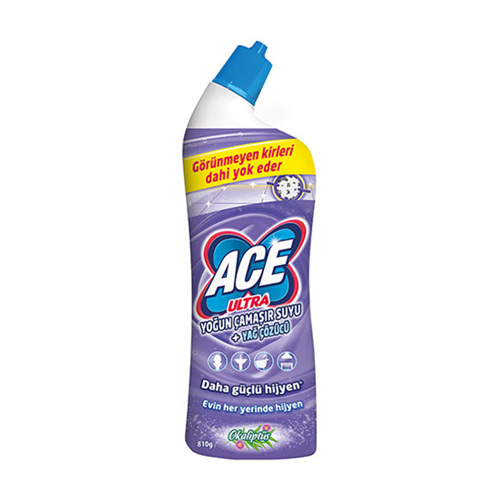 Görünmeyen kirleri
dahi yok eder
ACE
ULTRA
YOĞUN ÇAMAŞIR SUYU
+ YAĞ ÇÖZÜCÜ
Daha güçlü hijyen*
Evin her yerinde hijyen
Okaliptus
810g